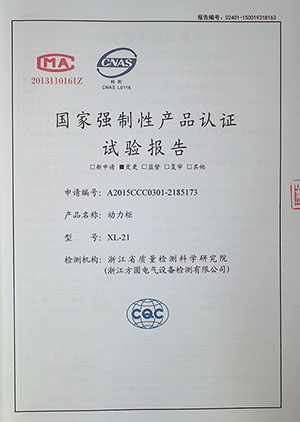 报告编号：02401-150019318163
MA
2013110161Z
CNAS
检测
CNAS L0116
国家强制性产品认证
试验报告
□新申请 ■变更 □监督 □复审 □其他
申请编号：A2015CCC0301-2185173
产品名称：动力柜
型 号：XL-21
检测机构：浙江省质量检测科学研究院
(浙江方圆电气设备检测有限公司)
CQC